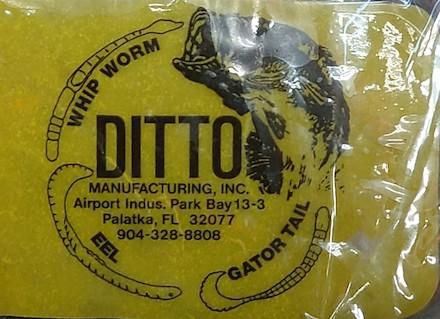 WHIP WORM
DITTO
MANUFACTURING, INC.
Airport Indus. Park Bay 13-3
Palatka, FL 32077
904-328-8808
EEL
GATOR TAIL